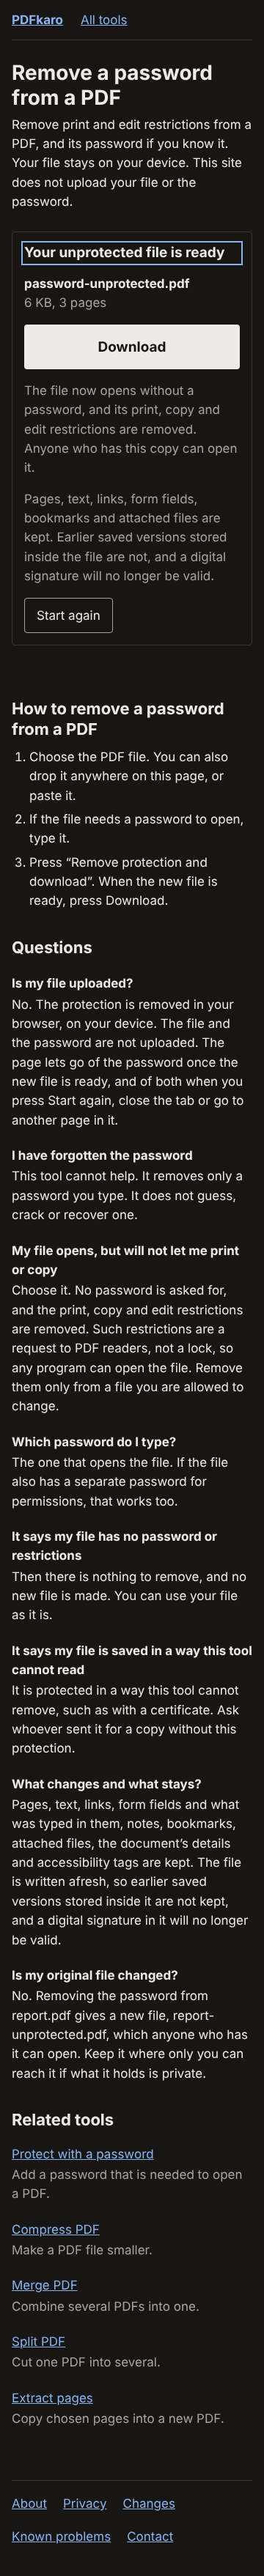 PDFkaro All tools
Remove a password
from a PDF
Remove print and edit restrictions from a
PDF, and its password if you know it.
Your file stays on your device. This site
does not upload your file or the
password.
Your unprotected file is ready
password-unprotected.pdf
6 KB, 3 pages
Download
The file now opens without a
password, and its print, copy and
edit restrictions are removed.
Anyone who has this copy can open
it.
Pages, text, links, form fields,
bookmarks and attached files are
kept. Earlier saved versions stored
inside the file are not, and a digital
signature will no longer be valid.
Start again
How to remove a password
from a PDF
1. Choose the PDF file. You can also
drop it anywhere on this page, or
paste it.
2. If the file needs a password to open,
type it.
3. Press “Remove protection and
download”. When the new file is
ready, press Download.
Questions
Is my file uploaded?
No. The protection is removed in your
browser, on your device. The file and
the password are not uploaded. The
page lets go of the password once the
new file is ready, and of both when you
press Start again, close the tab or go to
another page in it.
I have forgotten the password
This tool cannot help. It removes only a
password you type. It does not guess,
crack or recover one.
My file opens, but will not let me print
or copy
Choose it. No password is asked for,
and the print, copy and edit restrictions
are removed. Such restrictions are a
request to PDF readers, not a lock, so
any program can open the file. Remove
them only from a file you are allowed to
change.
Which password do I type?
The one that opens the file. If the file
also has a separate password for
permissions, that works too.
It says my file has no password or
restrictions
Then there is nothing to remove, and no
new file is made. You can use your file
as it is.
It says my file is saved in a way this tool
cannot read
It is protected in a way this tool cannot
remove, such as with a certificate. Ask
whoever sent it for a copy without this
protection.
What changes and what stays?
Pages, text, links, form fields and what
was typed in them, notes, bookmarks,
attached files, the document’s details
and accessibility tags are kept. The file
is written afresh, so earlier saved
versions stored inside it are not kept,
and a digital signature in it will no longer
be valid.
Is my original file changed?
No. Removing the password from
report.pdf gives a new file, report-
unprotected.pdf, which anyone who has
it can open. Keep it where only you can
reach it if what it holds is private.
Related tools
Protect with a password
Add a password that is needed to open
a PDF.
Compress PDF
Make a PDF file smaller.
Merge PDF
Combine several PDFs into one.
Split PDF
Cut one PDF into several.
Extract pages
Copy chosen pages into a new PDF.
About Privacy Changes
Known problems Contact